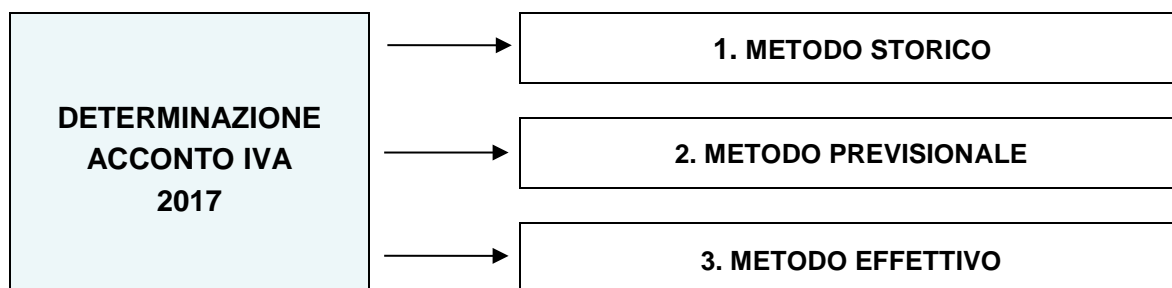 DETERMINAZIONE
ACCONTO IVA
2017
1. METODO STORICO
2. METODO PREVISIONALE
3. METODO EFFETTIVO